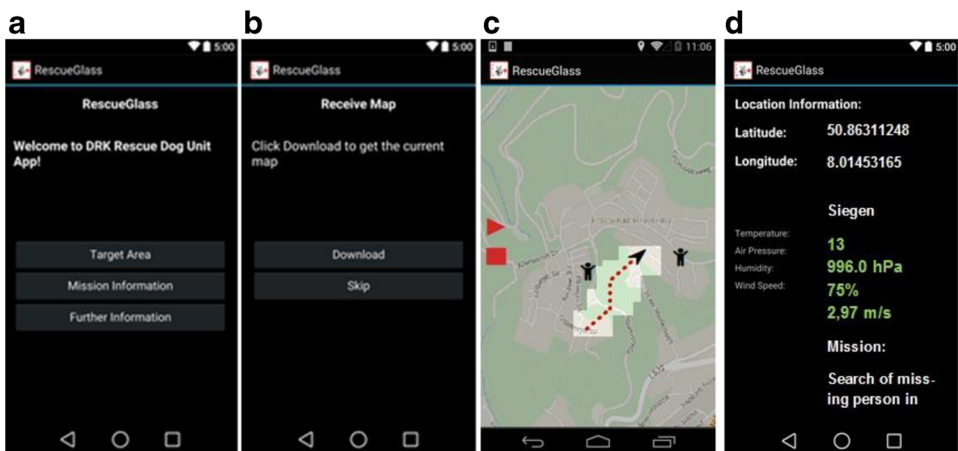 a
5:00
RescueGlass
RescueGlass
Welcome to DRK Rescue Dog Unit
App!
Target Area
Mission Information
Further Information
b
5:00
RescueGlass
Receive Map
Click Download to get the current
map
Download
Skip
c
11:06
RescueGlass
d
5:00
RescueGlass
Location Information:
Latitude: 50.86311248
Longitude: 8.01453165
Siegen
Temperature: 13
Air Pressure: 996.0 hPa
Humidity: 75%
Wind Speed: 2,97 m/s
Mission:
Search of miss-
ing person in